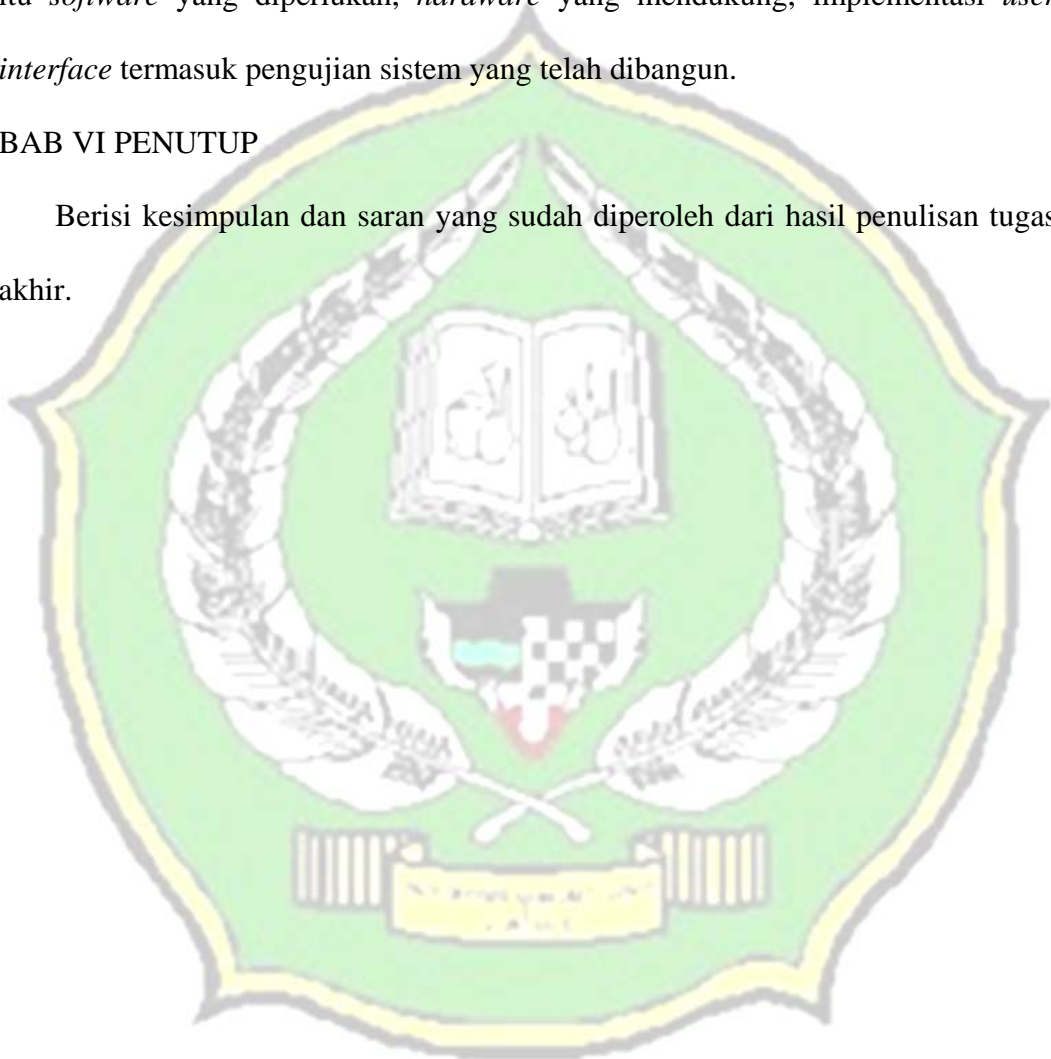 itu software yang diperlukan, hardware yang mendukung, implementasi user
interface termasuk pengujian sistem yang telah dibangun.
BAB VI PENUTUP
Berisi kesimpulan dan saran yang sudah diperoleh dari hasil penulisan tugas
akhir.